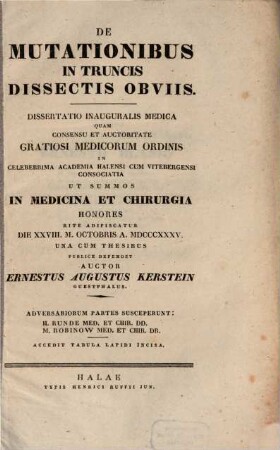 DE
MUTATIONIBUS
IN TRUNCIS
DISSECTIS OBVIIS.
DISSERTATIO INAUGURALIS MEDICA
QUAM
CONSENSU ET AUCTORITATE
GRATIOSI MEDICORUM ORDINIS
IN
CELEBERRIMA ACADEMIA HALENSI CUM VITEBERGENSI
CONSOCIATA
UT SUMMOS
IN MEDICINA ET CHIRURGIA
HONORES
RITE ADIPISCATUR
DIE XXVIII. M. OCTOBRIS A. MDCCCXXXV.
UNA CUM THESIBUS
PUBLICE DEFENDET
AUCTOR
ERNESTUS AUGUSTUS KERSTEIN
GUESTPHALUS.
ADVERSARIORUM PARTES SUSCEPERUNT:
H. RUNDE MED. ET CHIR. DD.
M. ROBINOW MED. ET CHIR. DR.
ACCEDIT TABULA LAPIDI INCISA.
HALAE
TYPIS HENRICI RUFFII JUN.